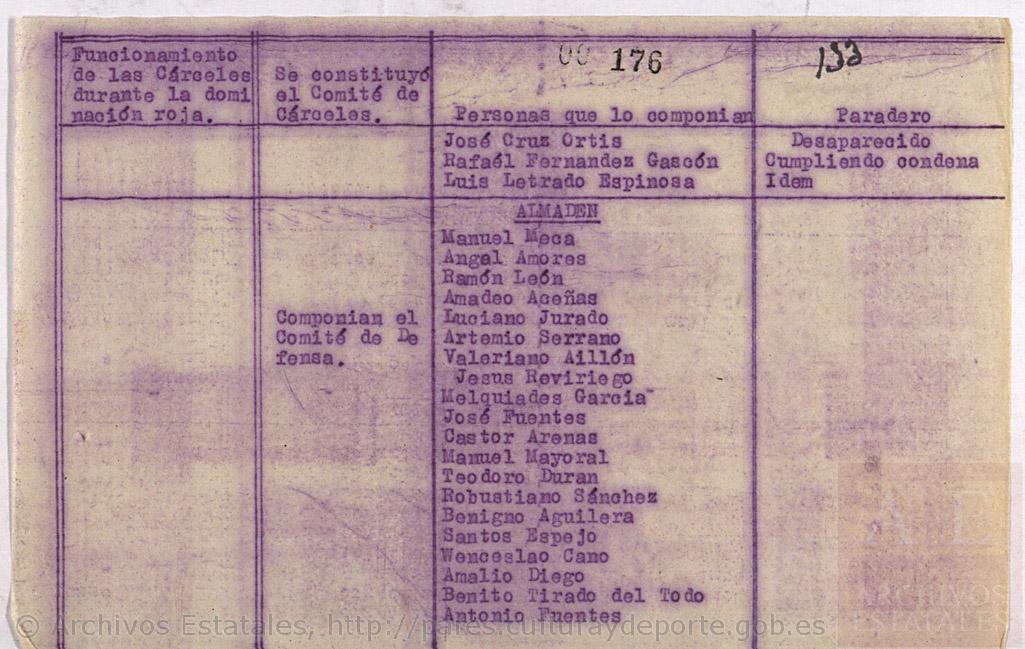 00 176
133
Funcionamiento
de las Cárceles
durante la domi
nación roja.
Se constituyó
el Comité de
Cárceles.
Personas que lo componian
Paradero
José Cruz Ortis
Rafaél Fernandez Gascón
Luis Letrado Espinosa
Desaparecido
Cumpliendo condena
Idem
ALMADEN
Componian el
Comité de De
fensa.
Manuel Meca
Angel Amores
Ramón León
Amadeo Aceñas
Luciano Jurado
Artemio Serrano
Valeriano Aillón
Jesus Reviriego
Melquiades Garcia
José Fuentes
Castor Arenas
Manuel Mayoral
Teodoro Duran
Robustiano Sánchez
Benigno Aguilera
Santos Espejo
Wenceslao Cano
Amalio Diego
Benito Tirado del Todo
Antonio Fuentes
ARCHIVOS
ESTATALES
© Archivos Estatales, http://pares.culturaydeporte.gob.es